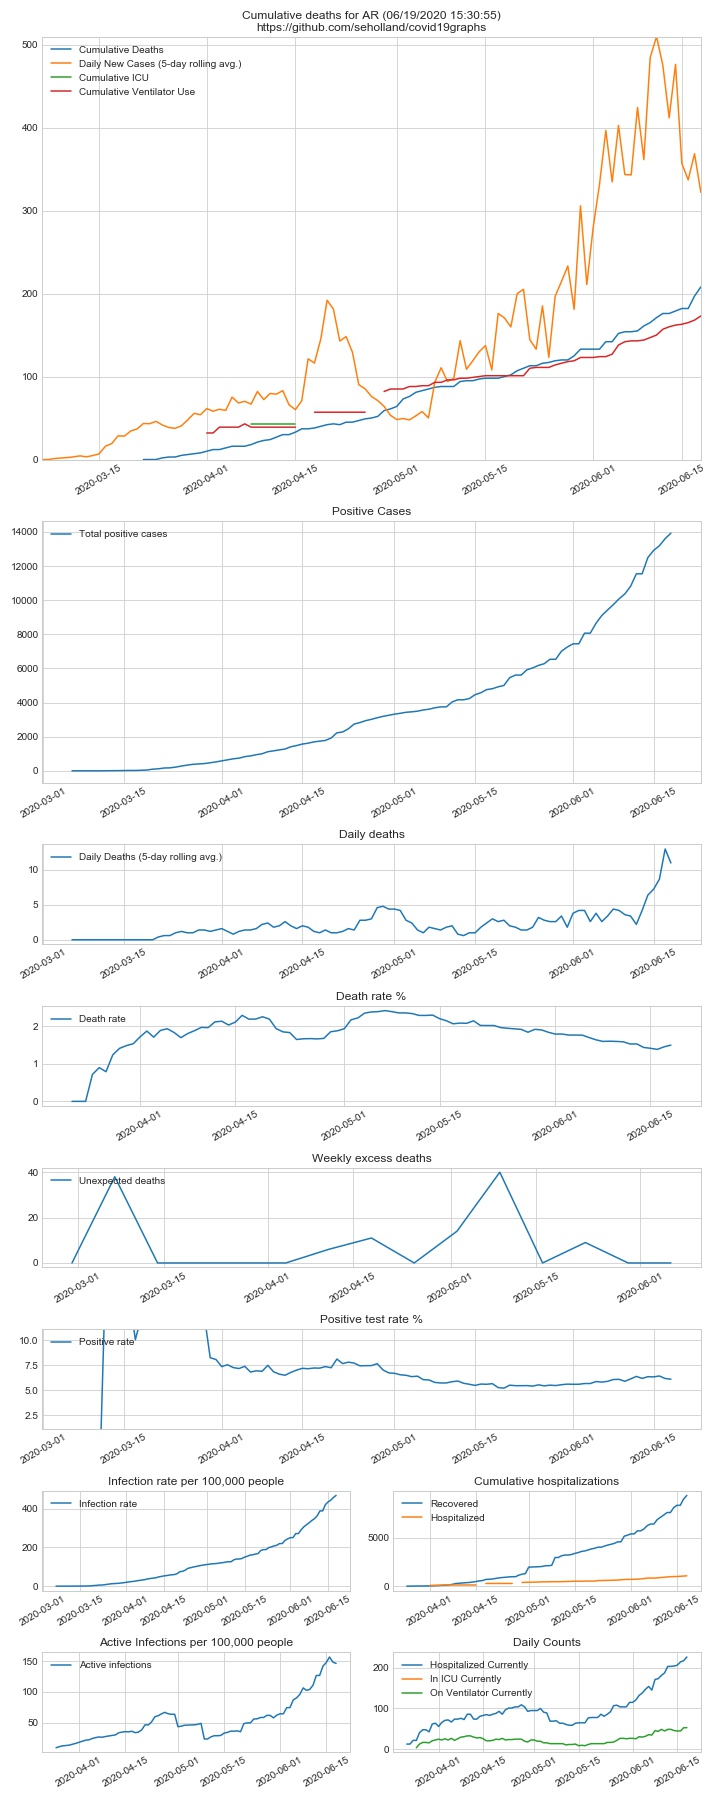 Cumulative deaths for AR (06/19/2020 15:30:55)
https://github.com/seholland/covid19graphs
Cumulative Deaths
Daily New Cases (5-day rolling avg.)
Cumulative ICU
Cumulative Ventilator Use
500
400
300
200
100
0
2020-03-15 2020-04-01 2020-04-15 2020-05-01 2020-05-15 2020-06-01 2020-06-15
Positive Cases
Total positive cases
14000
12000
10000
8000
6000
4000
2000
0
2020-03-01 2020-03-15 2020-04-01 2020-04-15 2020-05-01 2020-05-15 2020-06-01 2020-06-15
Daily deaths
Daily Deaths (5-day rolling avg.)
10
5
0
2020-03-01 2020-03-15 2020-04-01 2020-04-15 2020-05-01 2020-05-15 2020-06-01 2020-06-15
Death rate %
Death rate
2
1
0
2020-04-01 2020-04-15 2020-05-01 2020-05-15 2020-06-01 2020-06-15
Weekly excess deaths
Unexpected deaths
40
20
0
2020-03-01 2020-03-15 2020-04-01 2020-04-15 2020-05-01 2020-05-15 2020-06-01
Positive test rate %
Positive rate
10.0
7.5
5.0
2.5
2020-03-01 2020-03-15 2020-04-01 2020-04-15 2020-05-01 2020-05-15 2020-06-01 2020-06-15
Infection rate per 100,000 people
Infection rate
400
200
0
2020-03-01 2020-03-15 2020-04-01 2020-04-15 2020-05-01 2020-05-15 2020-06-01 2020-06-15
Cumulative hospitalizations
Recovered
Hospitalized
5000
0
2020-04-01 2020-04-15 2020-05-01 2020-05-15 2020-06-01 2020-06-15
Active Infections per 100,000 people
Active infections
150
100
50
2020-04-01 2020-04-15 2020-05-01 2020-05-15 2020-06-01 2020-06-15
Daily Counts
Hospitalized Currently
In ICU Currently
On Ventilator Currently
200
100
0
2020-04-01 2020-04-15 2020-05-01 2020-05-15 2020-06-01 2020-06-15